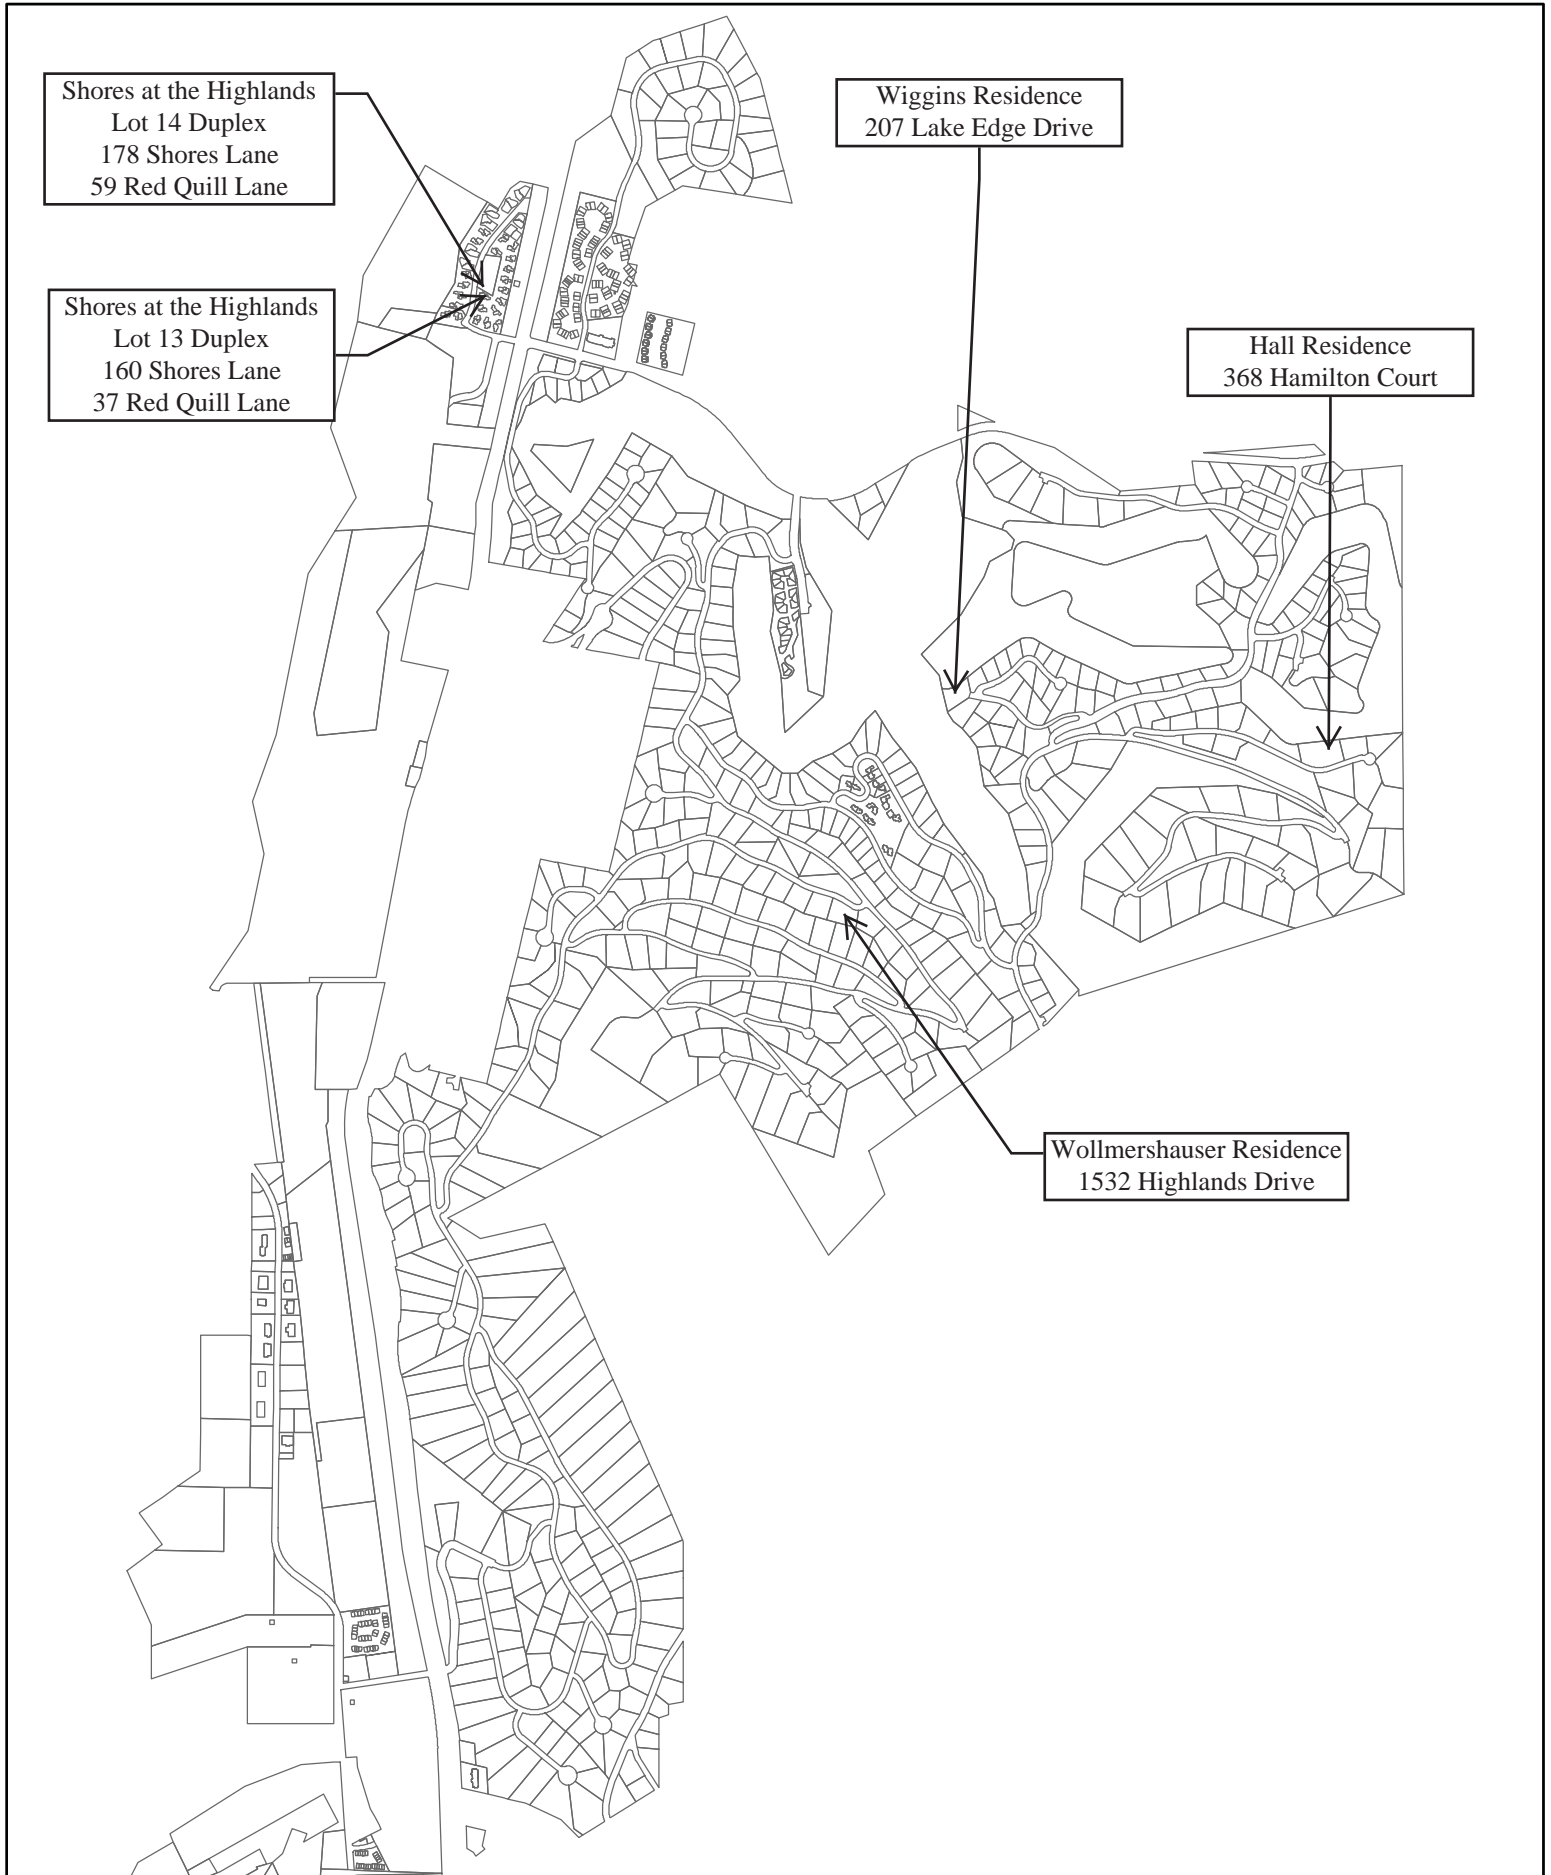 Shores at the Highlands
Lot 14 Duplex
178 Shores Lane
59 Red Quill Lane
Wiggins Residence
207 Lake Edge Drive
Shores at the Highlands
Lot 13 Duplex
160 Shores Lane
37 Red Quill Lane
Hall Residence
368 Hamilton Court
Wollmershauser Residence
1532 Highlands Drive